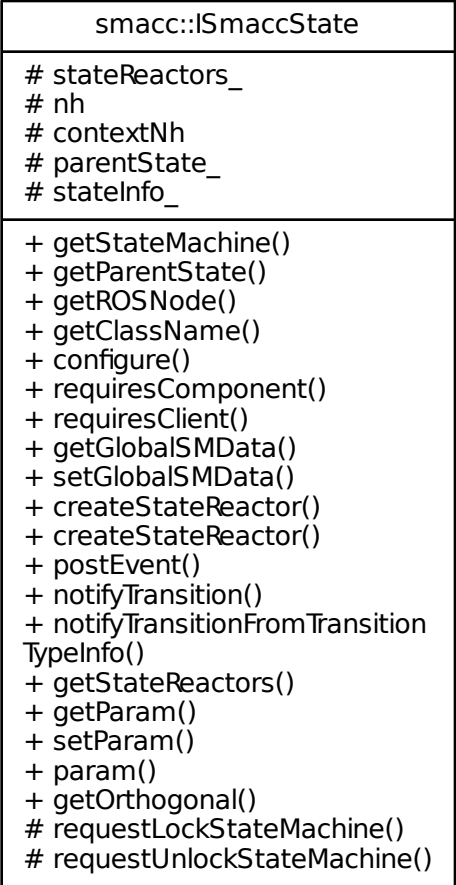 smacc::ISmaccState
# stateReactors_
# nh
# contextNh
# parentState_
# stateInfo_
+ getStateMachine()
+ getParentState()
+ getROSNode()
+ getClassName()
+ configure()
+ requiresComponent()
+ requiresClient()
+ getGlobalSMData()
+ setGlobalSMData()
+ createStateReactor()
+ createStateReactor()
+ postEvent()
+ notifyTransition()
+ notifyTransitionFromTransition
TypeInfo()
+ getStateReactors()
+ getParam()
+ setParam()
+ param()
+ getOrthogonal()
# requestLockStateMachine()
# requestUnlockStateMachine()